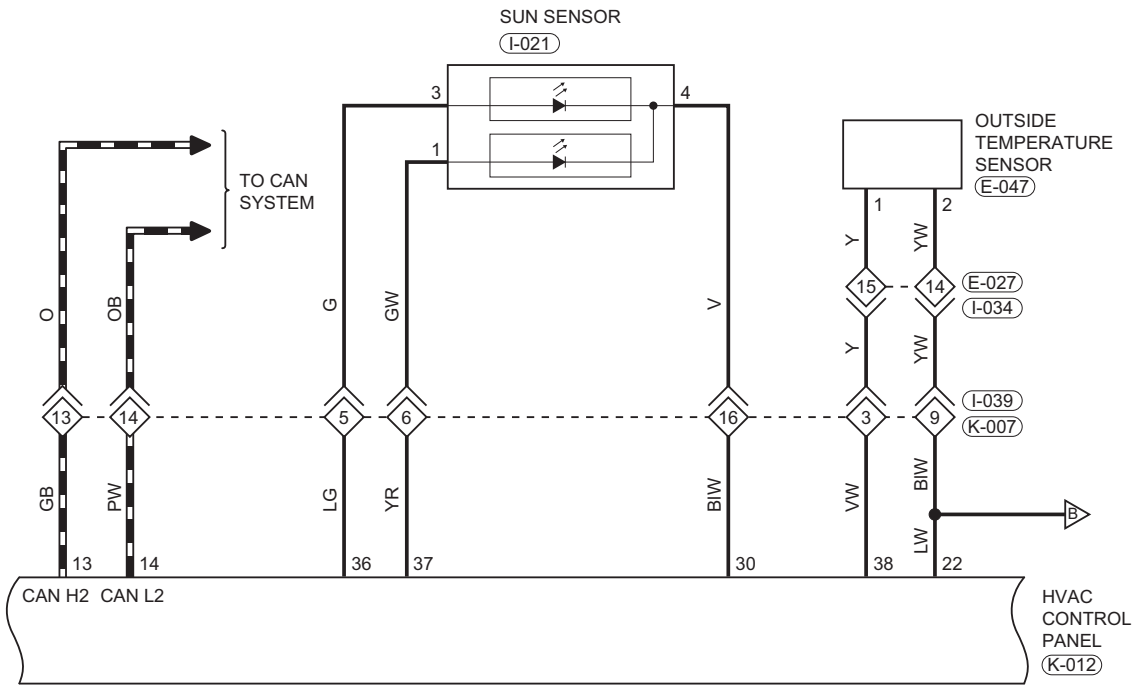 SUN SENSOR
I-021
3
4
1
OUTSIDE
TEMPERATURE
SENSOR
E-047
TO CAN
SYSTEM
1
2
Y
YW
15
14
E-027
I-034
O
OB
G
GW
V
Y
YW
13
14
5
6
16
3
9
I-039
K-007
GB
PW
LG
YR
BIW
VW
BIW
B
LW
13
14
36
37
30
38
22
CAN H2
CAN L2
HVAC
CONTROL
PANEL
K-012